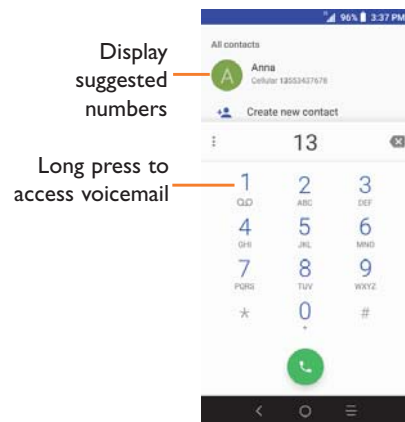 96% 3:37 PM
All contacts
Display suggested numbers
A
Anna
Cellular 13553437678
Create new contact
13
Long press to access voicemail
1 2 3
ABC DEF
4 5 6
GHI JKL MNO
7 8 9
PQRS TUV WXYZ
* 0 #
+